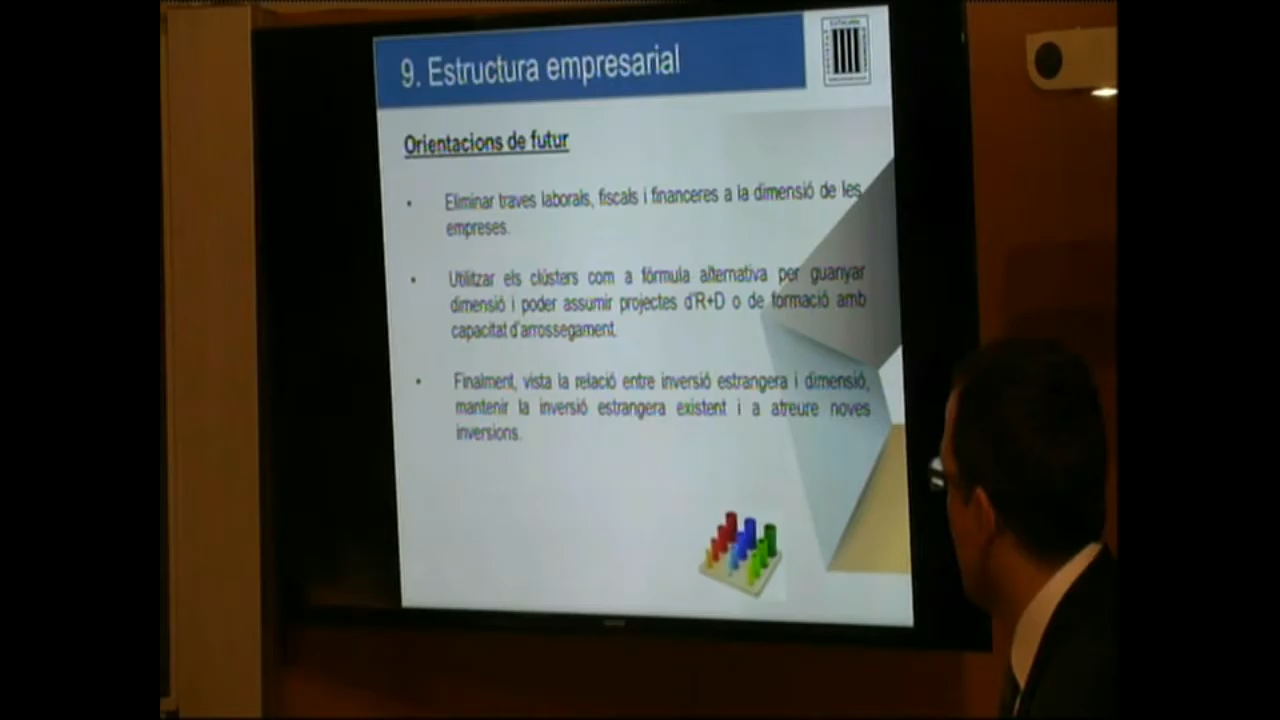 9. Estructura empresarial
Orientacions de futur
• Eliminar traves laborals, fiscals i financeres a la dimensió de les
empreses.
• Utilitzar els clústers com a fórmula alternativa per guanyar
dimensió i poder assumir projectes d'R+D o de formació amb
capacitat d'arrossegament.
• Finalment, vista la relació entre inversió estrangera i dimensió,
mantenir la inversió estrangera existent i a atreure noves
inversions.